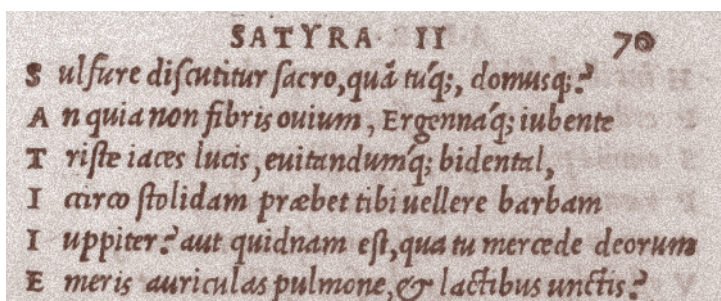 SATYRA II 70
S ulfure discutitur sacro, quã tuq́;, domusq;?
A n quia non fibris ouium, Ergennaq́; iubente
T riste iaces lucis, euitandumq́; bidental,
I circo stolidam præbet tibi uellere barbam
I uppiter? aut quidnam est, qua tu mercede deorum
E meris auriculas pulmone, & lactibus unctis?